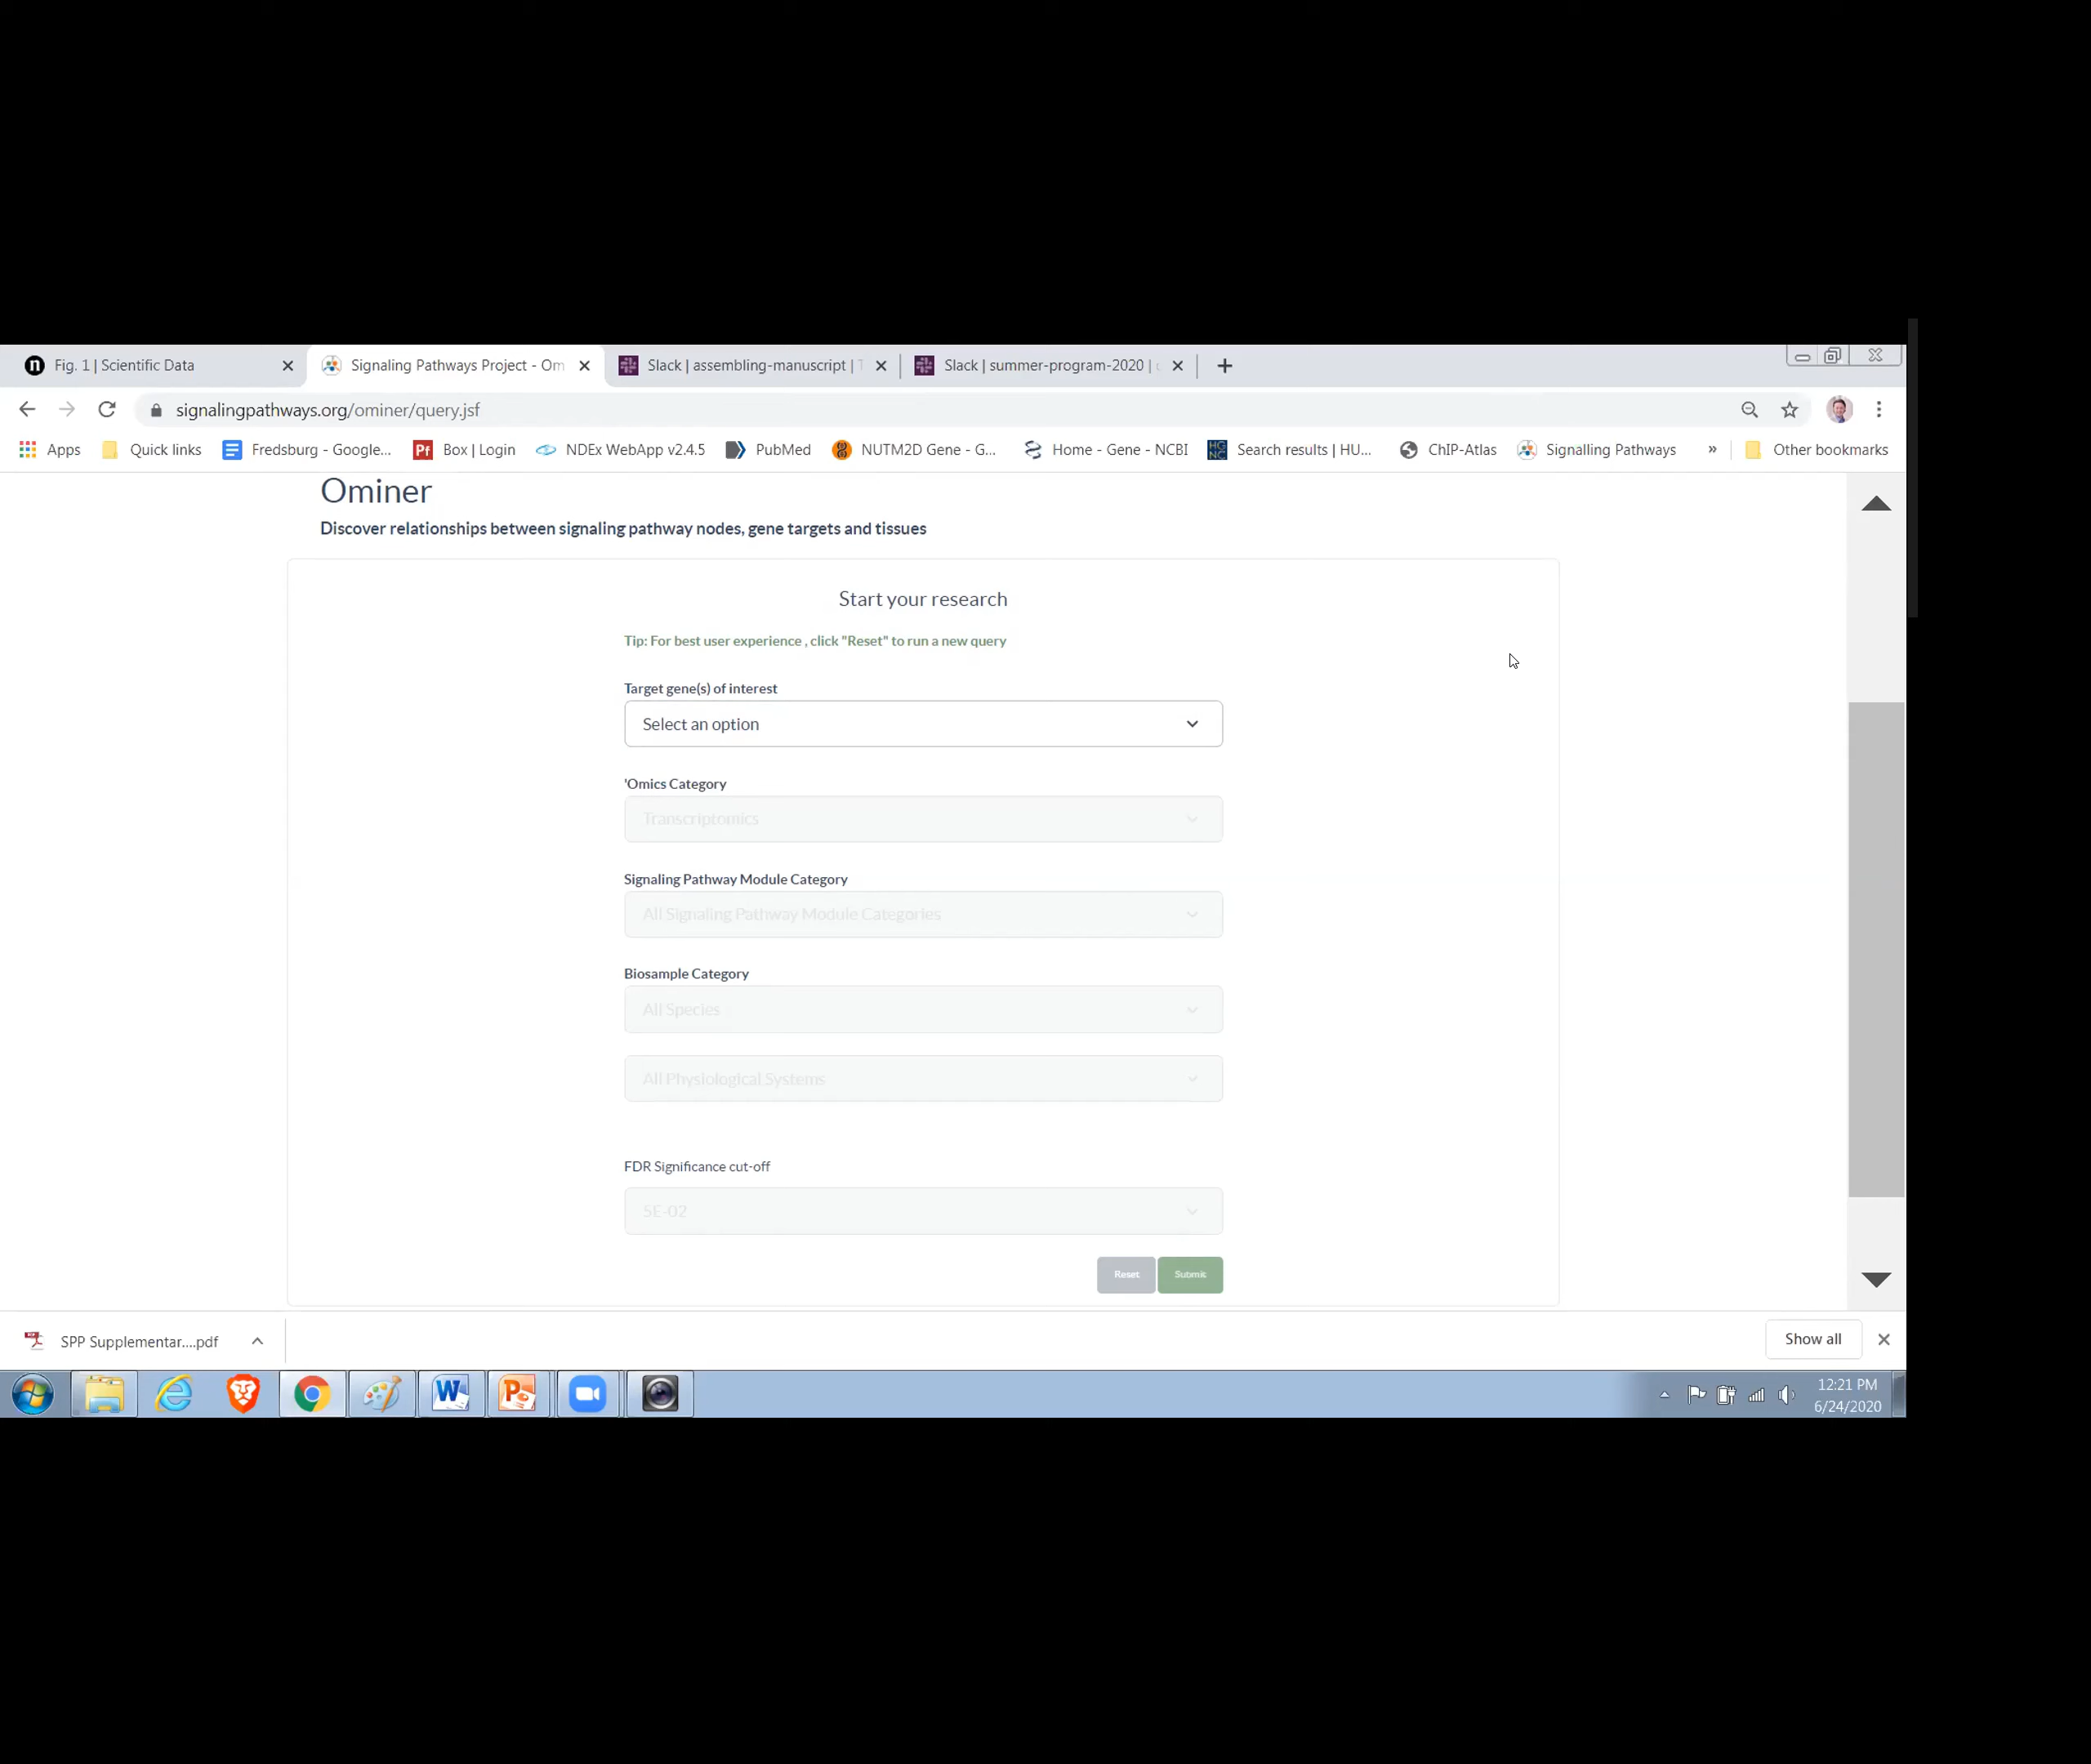 Fig. 1 | Scientific Data
Signaling Pathways Project - Om
Slack | assembling-manuscript |
Slack | summer-program-2020 |
signalingpathways.org/ominer/query.jsf
Apps
Quick links
Fredsburg - Google...
Box | Login
NDEx WebApp v2.4.5
PubMed
NUTM2D Gene - G...
Home - Gene - NCBI
Search results | HU...
ChIP-Atlas
Signalling Pathways
»
Other bookmarks
Ominer
Discover relationships between signaling pathway nodes, gene targets and tissues
Start your research
Tip: For best user experience , click "Reset" to run a new query
Target gene(s) of interest
Select an option
'Omics Category
Transcriptomics
Signaling Pathway Module Category
All Signaling Pathway Module Categories
Biosample Category
All Species
All Physiological Systems
FDR Significance cut-off
5E-02
Reset
Submit
SPP Supplementar....pdf
Show all
12:21 PM
6/24/2020